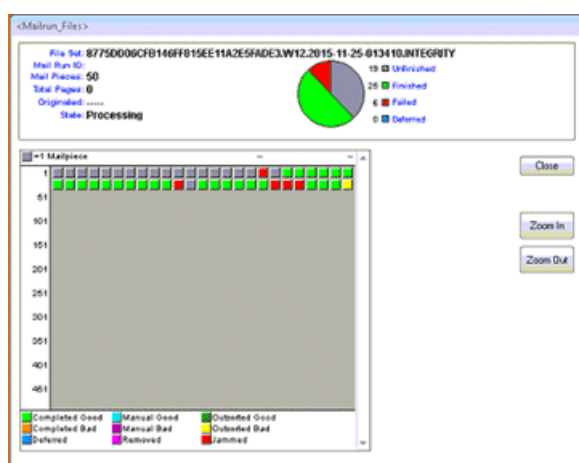 <Mailrun_Files>
File Set: 8775DD06CFB146FF815EE11A2E5FADE3.W12.2015-11-25-013410.INTEGRITY
Mail Run ID:
Mail Pieces: 50
Total Pages: 0
Originated: -----
State: Processing
19 Unfinished
25 Finished
6 Failed
0 Deferred
=1 Mailpiece - -
1
51
101
151
201
251
301
351
401
451
Completed Good Manual Good Outsorted Good
Completed Bad Manual Bad Outsorted Bad
Deferred Removed Jammed
Close
Zoom In
Zoom Out